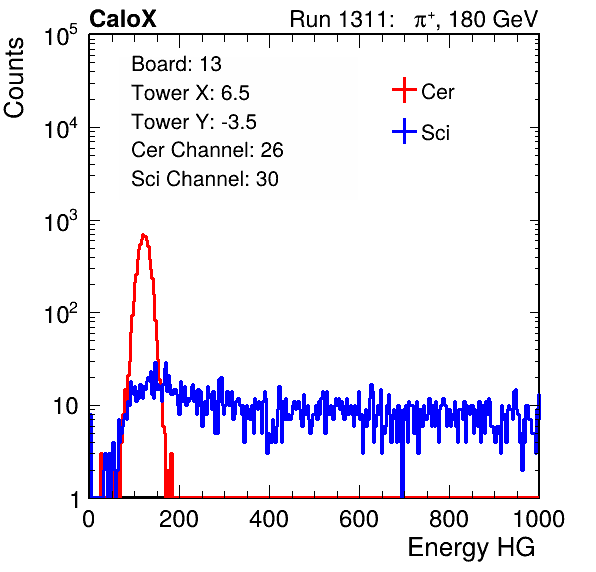 CaloX Run 1311: π⁺, 180 GeV
Board: 13
Tower X: 6.5
Tower Y: -3.5
Cer Channel: 26
Sci Channel: 30
Cer
Sci
Counts
10⁵
10⁴
10³
10²
10
1
0 200 400 600 800 1000
Energy HG